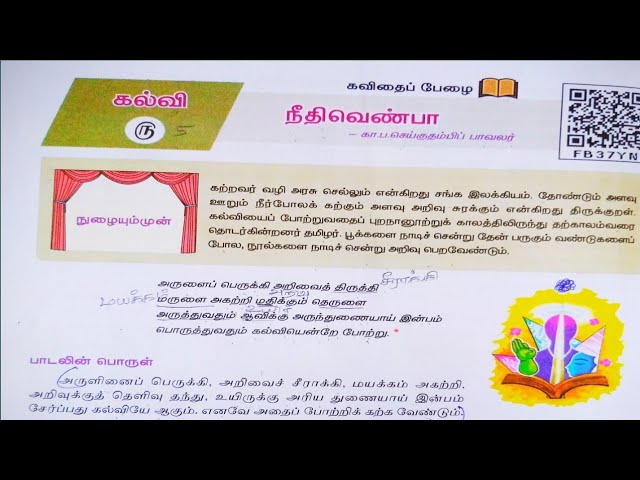 கவிதைப் பேழை
கல்வி
௫ 5
நீதிவெண்பா
– கா.ப.செய்குதம்பிப் பாவலர்
FB37YN
நுழையும்முன்
கற்றவர் வழி அரசு செல்லும் என்கிறது சங்க இலக்கியம். தோண்டும் அளவு
ஊறும் நீர்போலக் கற்கும் அளவு அறிவு சுரக்கும் என்கிறது திருக்குறள்.
கல்வியைப் போற்றுவதைப் புறநானூற்றுக் காலத்திலிருந்து தற்காலம்வரை
தொடர்கின்றனர் தமிழர். பூக்களை நாடிச் சென்று தேன் பருகும் வண்டுகளைப்
போல, நூல்களை நாடிச் சென்று அறிவு பெறவேண்டும்.
அருளைப் பெருக்கி அறிவைத் திருத்தி சீராக்கி
அறிவு
மயக்கம் மருளை அகற்றி மதிக்கும் தெருளை
உயிர்
அருத்துவதும் ஆவிக்கு அருந்துணையாய் இன்பம்
பொருத்துவதும் கல்வியென்றே போற்று.
பாடலின் பொருள்
அருளினைப் பெருக்கி, அறிவைச் சீராக்கி, மயக்கம் அகற்றி,
அறிவுக்குத் தெளிவு தந்து, உயிருக்கு அரிய துணையாய் இன்பம்
சேர்ப்பது கல்வியே ஆகும். எனவே அதைப் போற்றிக் கற்க வேண்டும்.